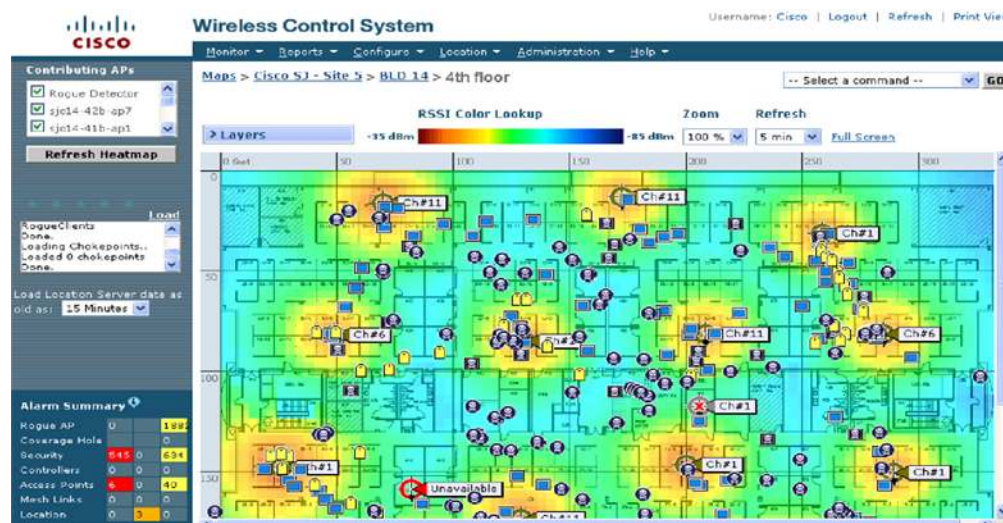 CISCO
Wireless Control System
Username: Cisco | Logout | Refresh | Print View
Monitor Reports Configure Location Administration Help
Contributing APs
Rogue Detector
sjc14-42b-ap7
sjc14-41b-ap1
Refresh Heatmap
Load
RogueClients
Done.
Loading Chokepoints..
Loaded 0 chokepoints
Done.
Load Location Server data as
old as: 15 Minutes
Alarm Summary
Rogue AP 0 188
Coverage Hole 0
Security 545 0 634
Controllers 0 0 0
Access Points 6 0 40
Mesh Links 0 0 0
Location 0 3 0
Maps > Cisco SJ - Site 5 > BLD 14 > 4th floor
-- Select a command -- GO
RSSI Color Lookup Zoom Refresh
> Layers -35 dBm -85 dBm 100 % 5 min Full Screen
0 feet 50 100 150 200 250 300
0
50
100
150
Ch#11
Ch#11
Ch#1
Ch#6
Ch#11
Ch#6
Ch#1
Ch#1
Ch#1
Unavailable